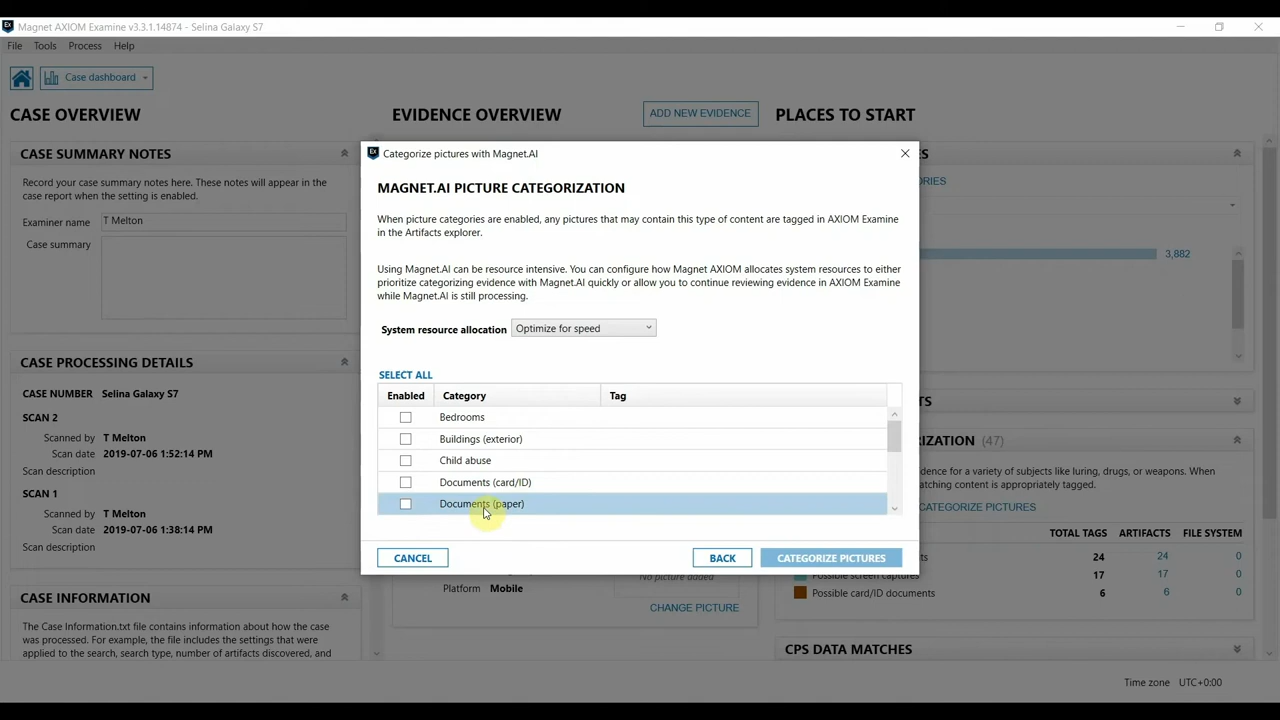 Magnet AXIOM Examine v3.3.1.14874 - Selina Galaxy S7
File Tools Process Help
Case dashboard
CASE OVERVIEW
EVIDENCE OVERVIEW
ADD NEW EVIDENCE
PLACES TO START
CASE SUMMARY NOTES
Record your case summary notes here. These notes will appear in the
case report when the setting is enabled.
Examiner name T Melton
Case summary
3,882
CASE PROCESSING DETAILS
CASE NUMBER Selina Galaxy S7
SCAN 2
Scanned by T Melton
Scan date 2019-07-06 1:52:14 PM
Scan description
SCAN 1
Scanned by T Melton
Scan date 2019-07-06 1:38:14 PM
Scan description
CASE INFORMATION
The Case Information.txt file contains information about how the case
was processed. For example, the file includes the settings that were
applied to the search, search type, number of artifacts discovered, and
Categorize pictures with Magnet.AI
MAGNET.AI PICTURE CATEGORIZATION
When picture categories are enabled, any pictures that may contain this type of content are tagged in AXIOM Examine
in the Artifacts explorer.
Using Magnet.AI can be resource intensive. You can configure how Magnet AXIOM allocates system resources to either
prioritize categorizing evidence with Magnet.AI quickly or allow you to continue reviewing evidence in AXIOM Examine
while Magnet.AI is still processing.
System resource allocation Optimize for speed
SELECT ALL
Enabled Category Tag
Bedrooms
Buildings (exterior)
Child abuse
Documents (card/ID)
Documents (paper)
CANCEL BACK CATEGORIZE PICTURES
Platform Mobile
No picture added
CHANGE PICTURE
(47)
dence for a variety of subjects like luring, drugs, or weapons. When
atching content is found, artifacts are appropriately tagged.
CATEGORIZE PICTURES
TOTAL TAGS ARTIFACTS FILE SYSTEM
24 24 0
Possible screen captures 17 17 0
Possible card/ID documents 6 6 0
CPS DATA MATCHES
Time zone UTC+0:00